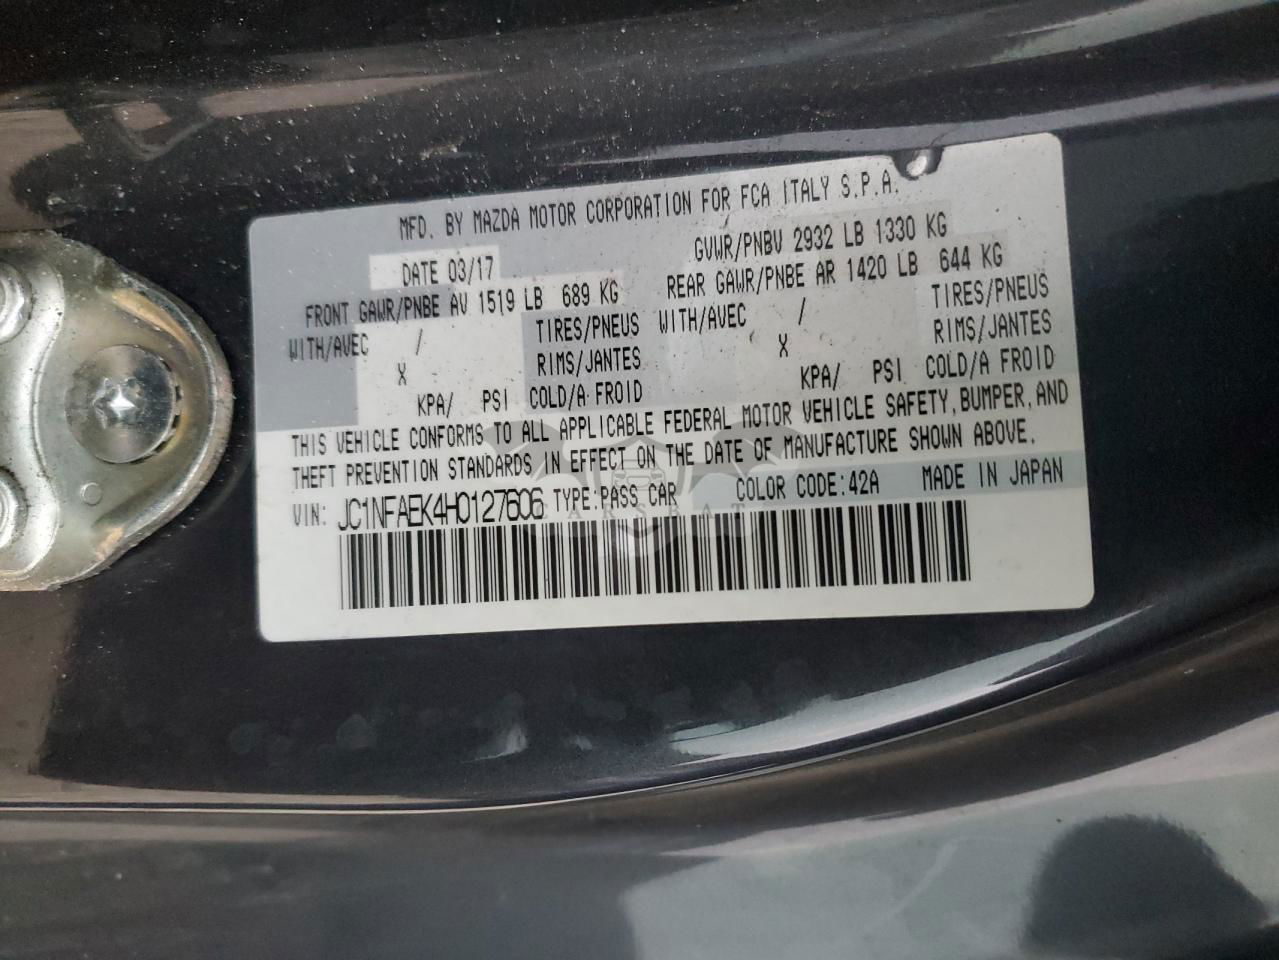 MFD. BY MAZDA MOTOR CORPORATION FOR FCA ITALY S.P.A.
DATE 03/17 GVWR/PNBV 2932 LB 1330 KG
FRONT GAWR/PNBE AV 1519 LB 689 KG REAR GAWR/PNBE AR 1420 LB 644 KG
WITH/AVEC / TIRES/PNEUS WITH/AVEC / TIRES/PNEUS
X RIMS/JANTES X RIMS/JANTES
KPA/ PSI COLD/A FROID KPA/ PSI COLD/A FROID
THIS VEHICLE CONFORMS TO ALL APPLICABLE FEDERAL MOTOR VEHICLE SAFETY, BUMPER, AND
THEFT PREVENTION STANDARDS IN EFFECT ON THE DATE OF MANUFACTURE SHOWN ABOVE.
VIN: JC1NFAEK4H0127606 TYPE:PASS CAR COLOR CODE:42A MADE IN JAPAN
CARSBAT